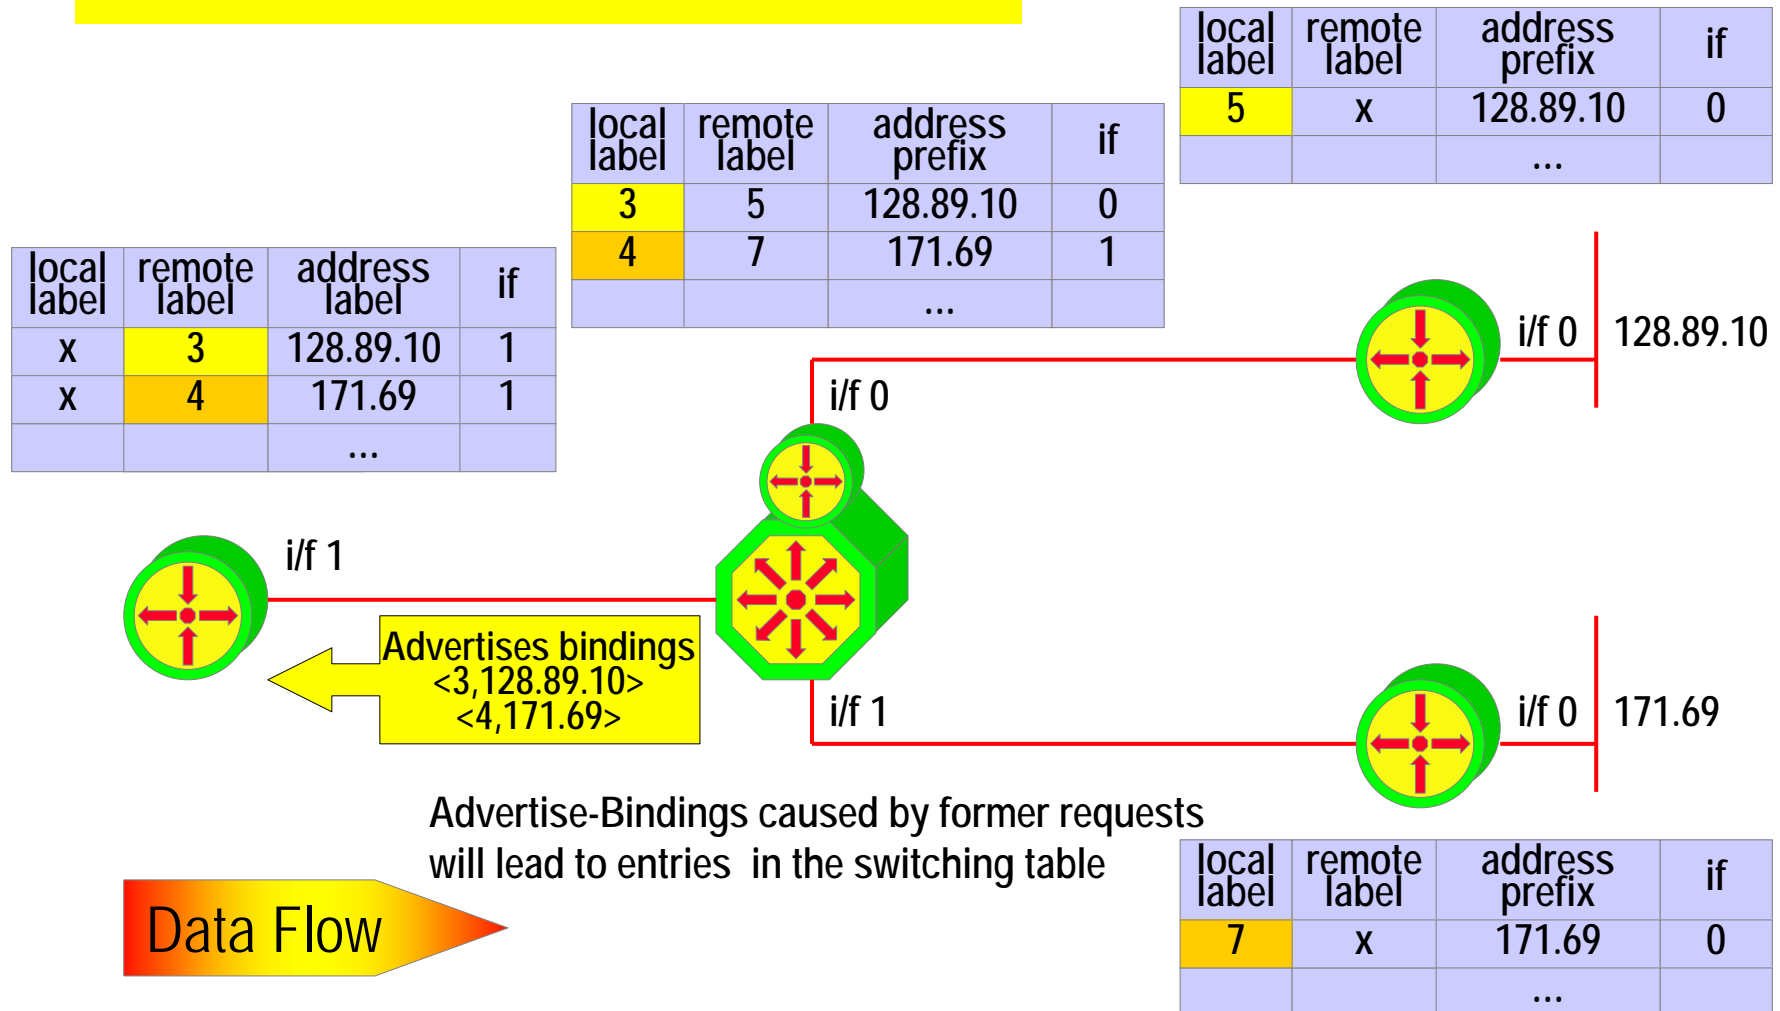 local label remote label address prefix if
5 x 128.89.10 0
...
local label remote label address prefix if
3 5 128.89.10 0
4 7 171.69 1
...
local label remote label address label if
x 3 128.89.10 1
x 4 171.69 1
...
i/f 0 128.89.10
i/f 0
i/f 1
Advertises bindings
<3,128.89.10>
<4,171.69>
i/f 1
i/f 0 171.69
Advertise-Bindings caused by former requests
will lead to entries in the switching table
Data Flow
local label remote label address prefix if
7 x 171.69 0
...